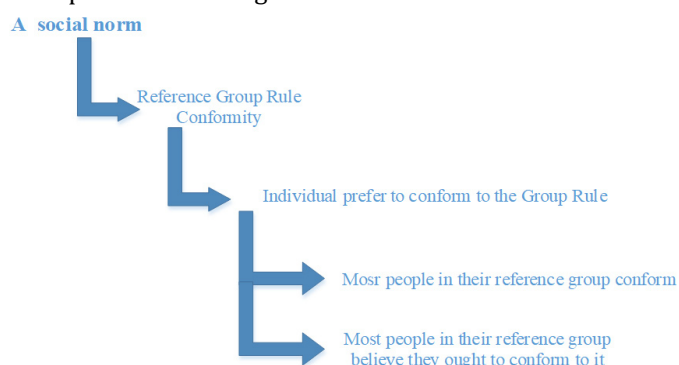 A social norm
Reference Group Rule
Conformity
Individual prefer to conform to the Group Rule
Mosr people in their reference group conform
Most people in their reference group
believe they ought to conform to it